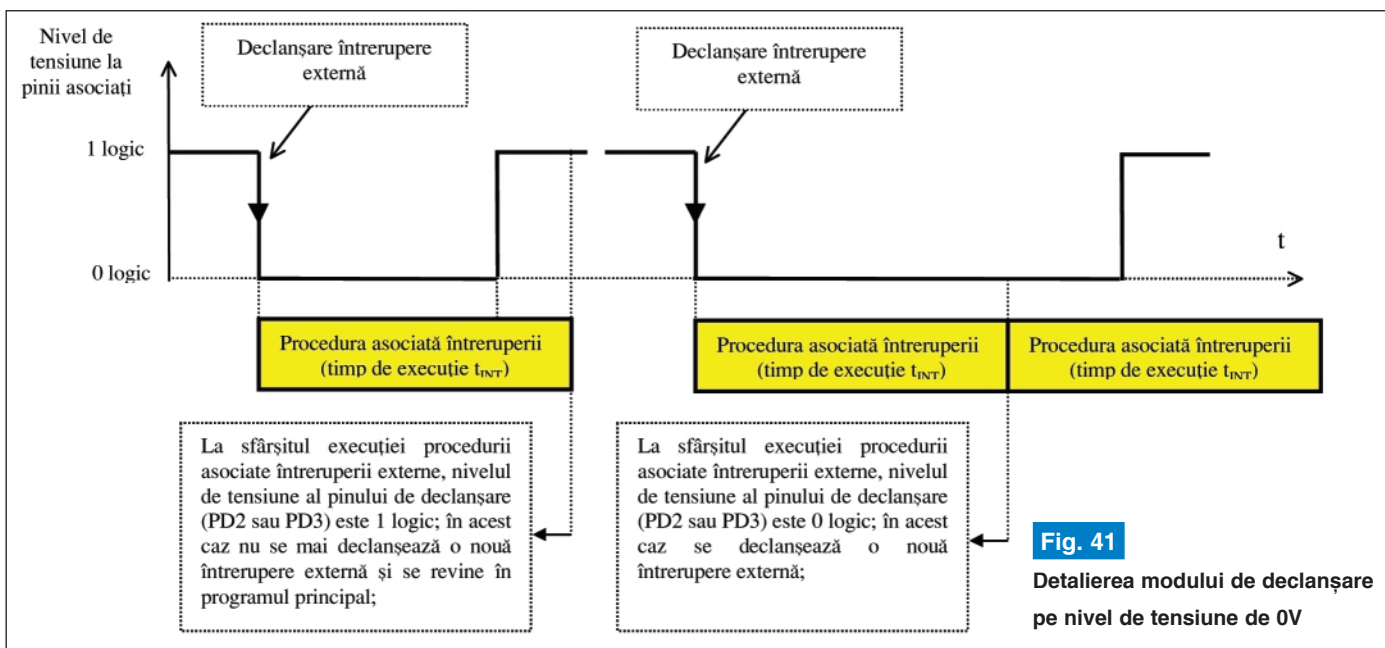 Nivel de
tensiune la
pinii asociați
Declanșare întrerupere
externă
Declanșare întrerupere
externă
1 logic
t
0 logic
Procedura asociată întreruperii
(timp de execuție tINT)
Procedura asociată întreruperii
(timp de execuție tINT)
Procedura asociată întreruperii
(timp de execuție tINT)
La sfârșitul execuției procedurii
asociate întreruperii externe, nivelul
de tensiune al pinului de declanșare
(PD2 sau PD3) este 1 logic; în acest
caz nu se mai declanșează o nouă
întrerupere externă și se revine în
programul principal;
La sfârșitul execuției procedurii
asociate întreruperii externe, nivelul
de tensiune al pinului de declanșare
(PD2 sau PD3) este 0 logic; în acest
caz se declanșează o nouă
întrerupere externă;
Fig. 41
Detalierea modului de declanșare
pe nivel de tensiune de 0V